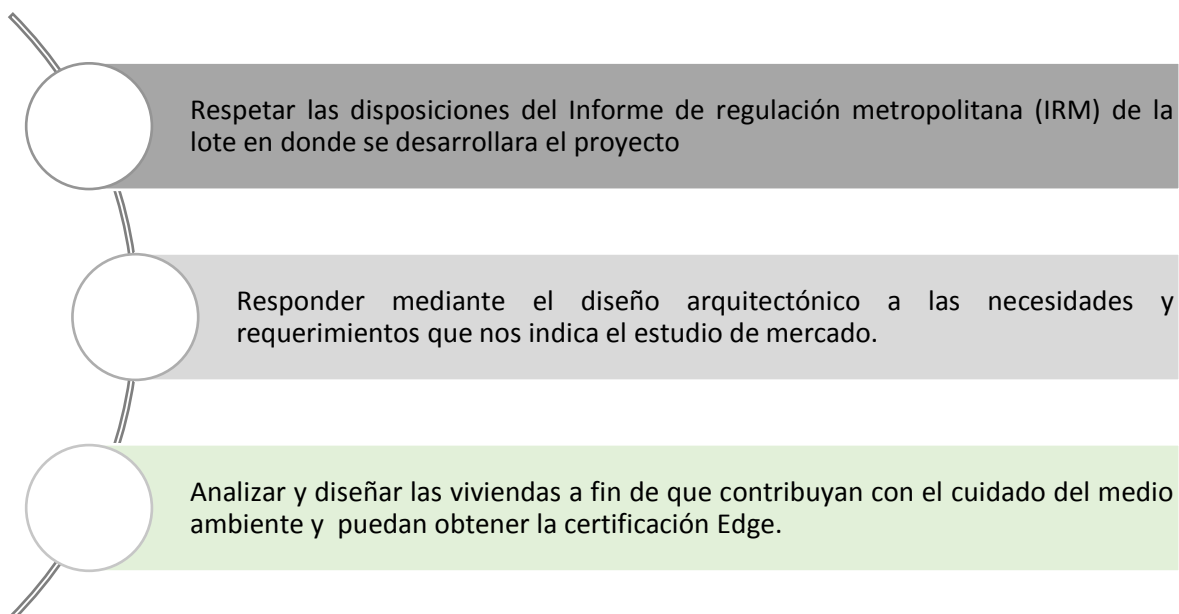 Respetar las disposiciones del Informe de regulación metropolitana (IRM) de la
lote en donde se desarrollara el proyecto
Responder mediante el diseño arquitectónico a las necesidades y
requerimientos que nos indica el estudio de mercado.
Analizar y diseñar las viviendas a fin de que contribuyan con el cuidado del medio
ambiente y puedan obtener la certificación Edge.